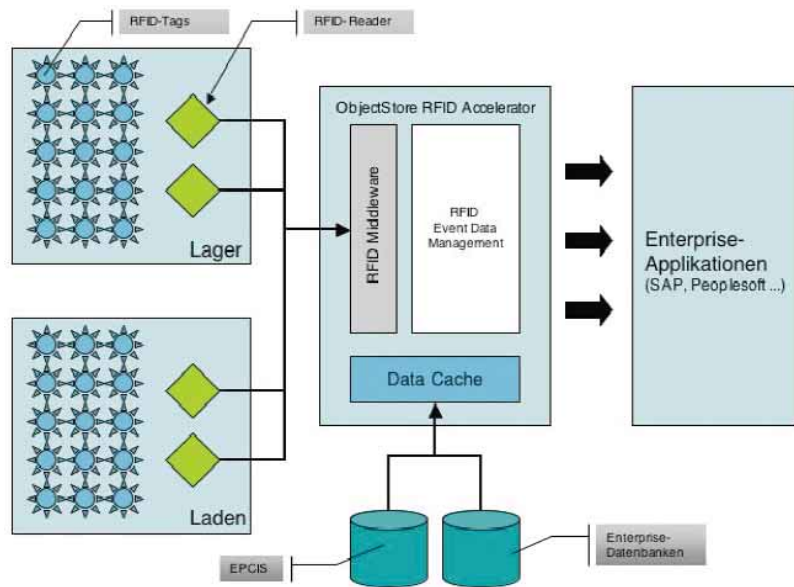 RFID-Tags
RFID-Reader
Lager
ObjectStore RFID Accelerator
RFID Middleware
RFID
Event Data
Management
Data Cache
Enterprise-
Applikationen
(SAP, Peoplesoft ...)
Laden
EPCIS
Enterprise-
Datenbanken